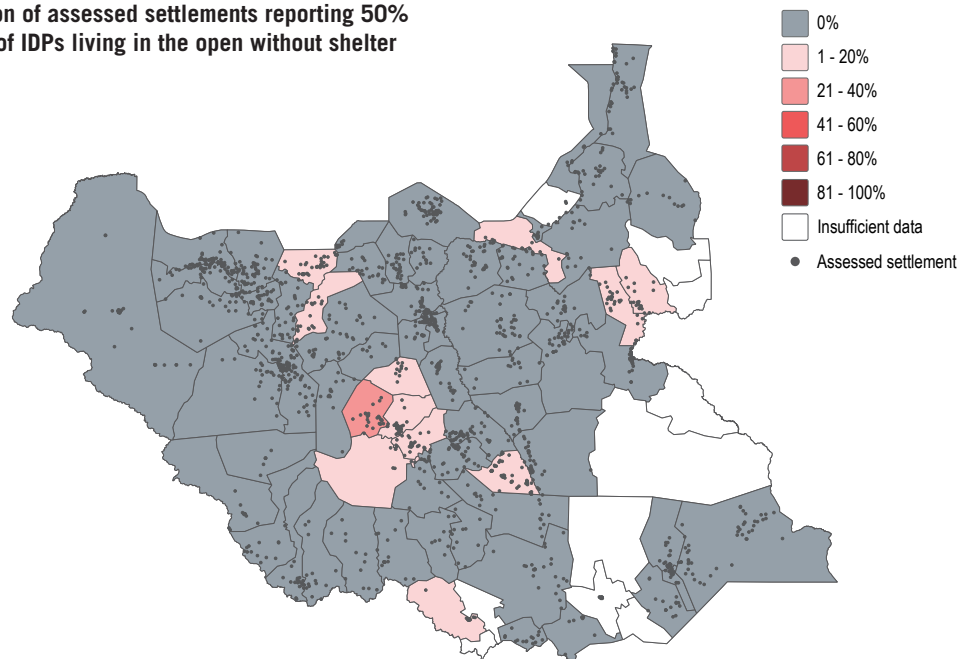 on of assessed settlements reporting 50%
of IDPs living in the open without shelter
0%
1 - 20%
21 - 40%
41 - 60%
61 - 80%
81 - 100%
Insufficient data
Assessed settlement